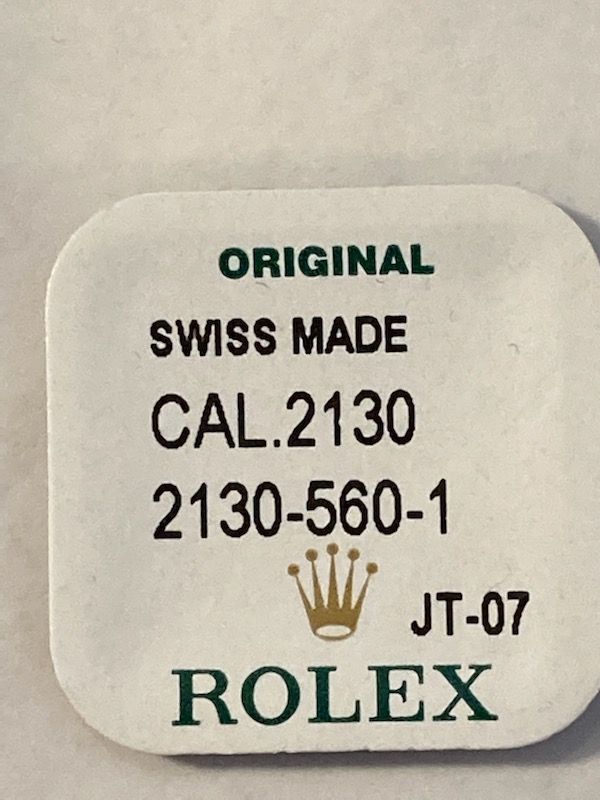 ORIGINAL
SWISS MADE
CAL.2130
2130-560-1
JT-07
ROLEX